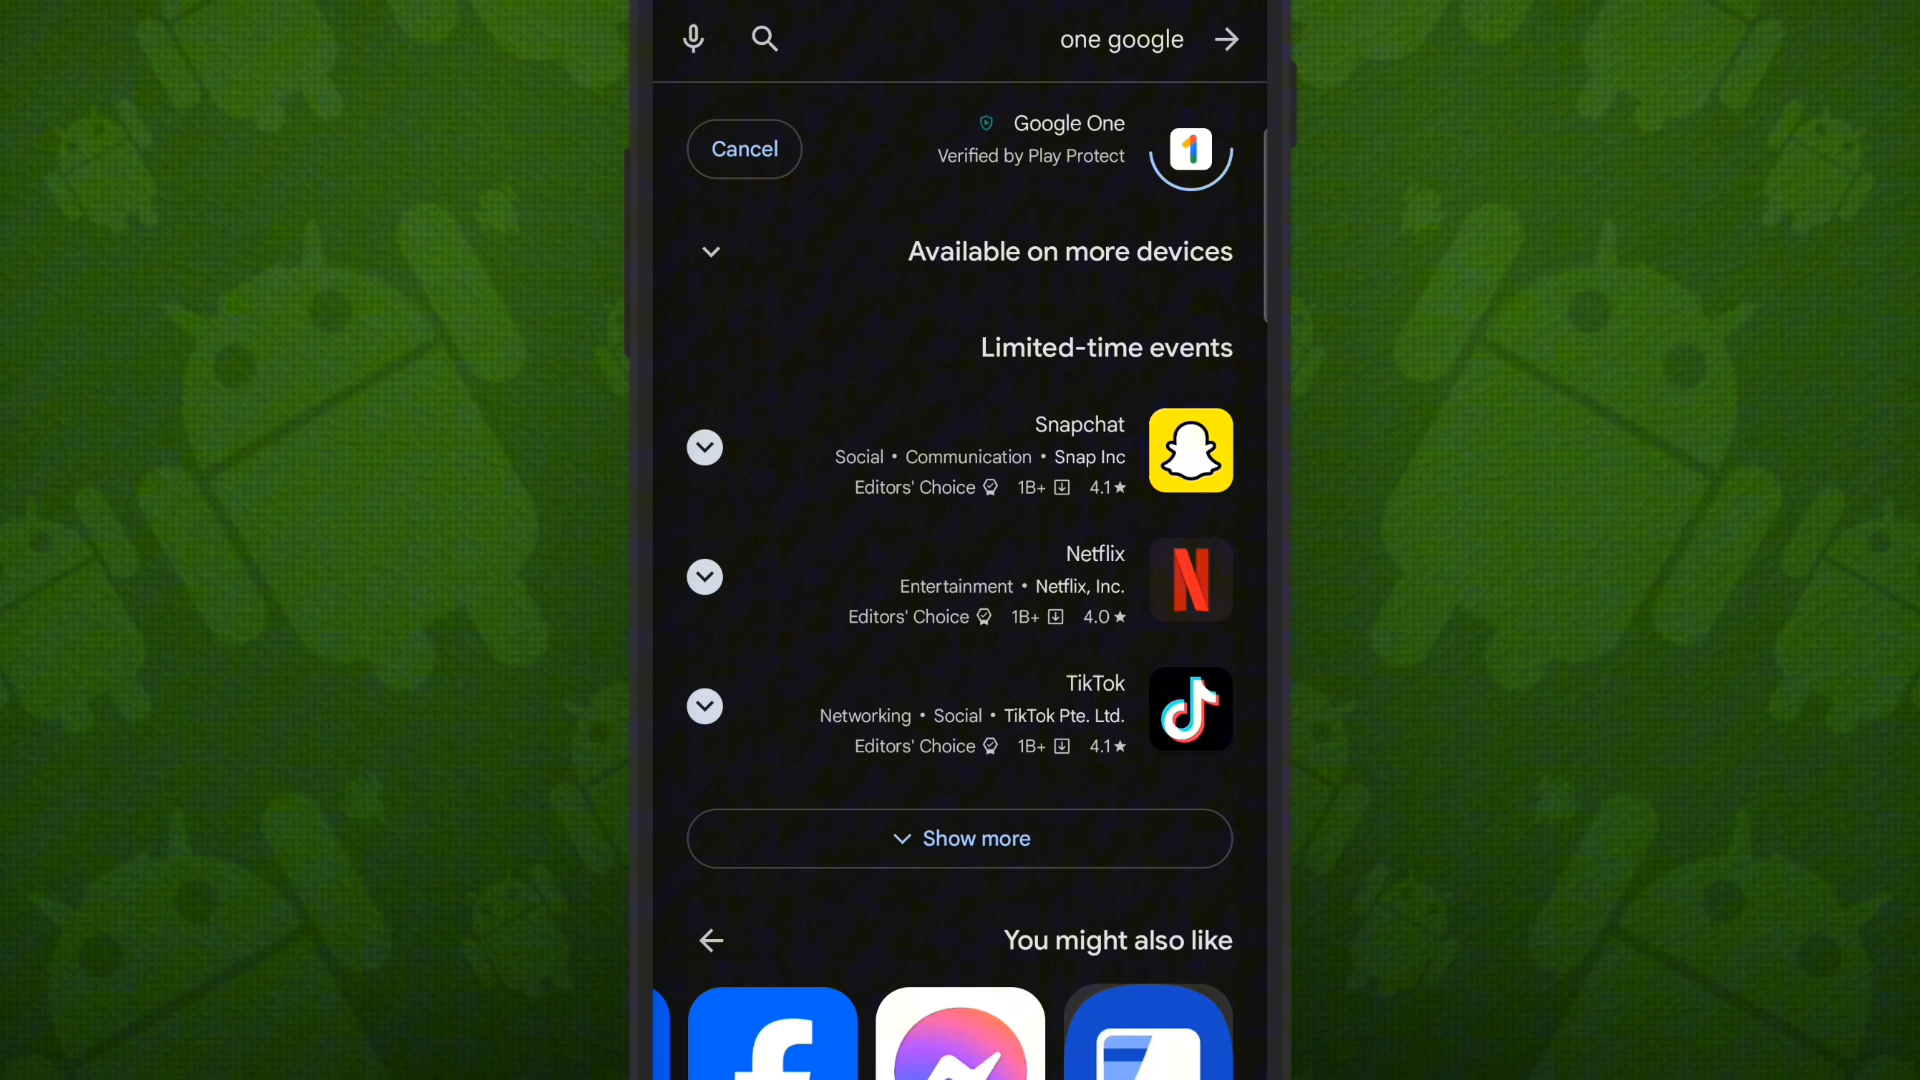 one google
Google One
Verified by Play Protect
Cancel
Available on more devices
Limited-time events
Snapchat
Social • Communication • Snap Inc
Editors' Choice 1B+ 4.1★
Netflix
Entertainment • Netflix, Inc.
Editors' Choice 1B+ 4.0★
TikTok
Networking • Social • TikTok Pte. Ltd.
Editors' Choice 1B+ 4.1★
Show more
You might also like